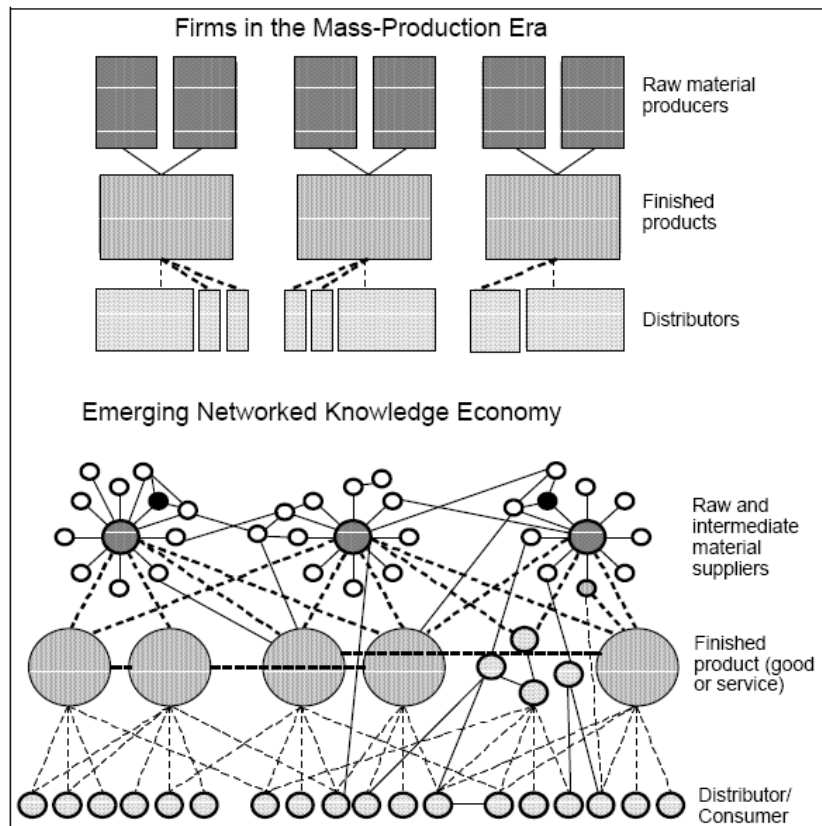 Firms in the Mass-Production Era
Raw material
producers
Finished
products
Distributors
Emerging Networked Knowledge Economy
Raw and
intermediate
material
suppliers
Finished
product (good
or service)
Distributor/
Consumer